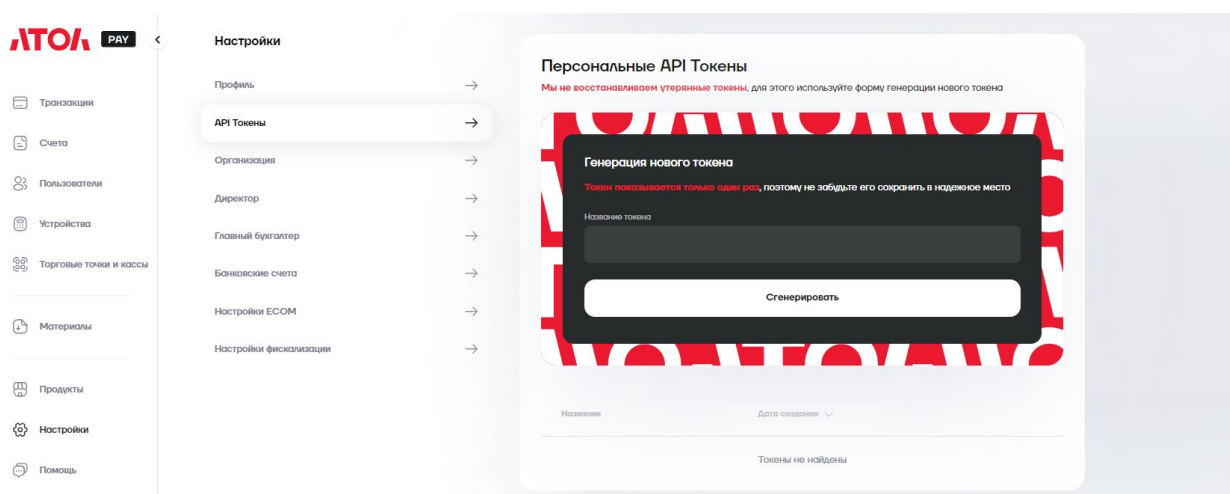 АТОЛ PAY
Транзакции
Счета
Пользователи
Устройства
Торговые точки и кассы
Материалы
Продукты
Настройки
Помощь
Настройки
Профиль
API Токены
Организация
Директор
Главный бухгалтер
Банковские счета
Настройки ECOM
Настройки фискализации
Персональные API Токены
Мы не восстанавливаем утерянные токены, для этого используйте форму генерации нового токена
Генерация нового токена
Токен показывается только один раз, поэтому не забудьте его сохранить в надежное место
Название токена
Сгенерировать
Название
Дата создания
Токены не найдены